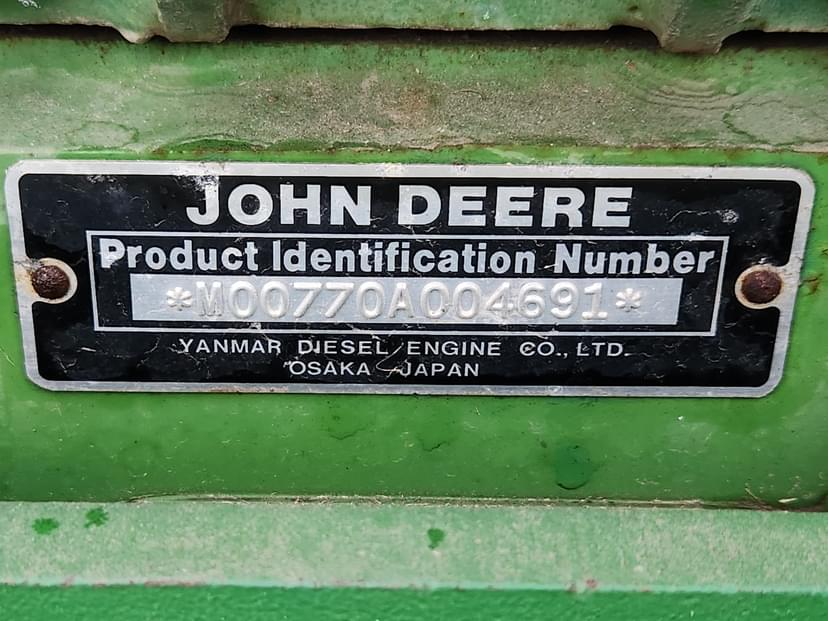 JOHN DEERE
Product Identification Number
*M00770A004691*
YANMAR DIESEL ENGINE CO., LTD.
OSAKA JAPAN